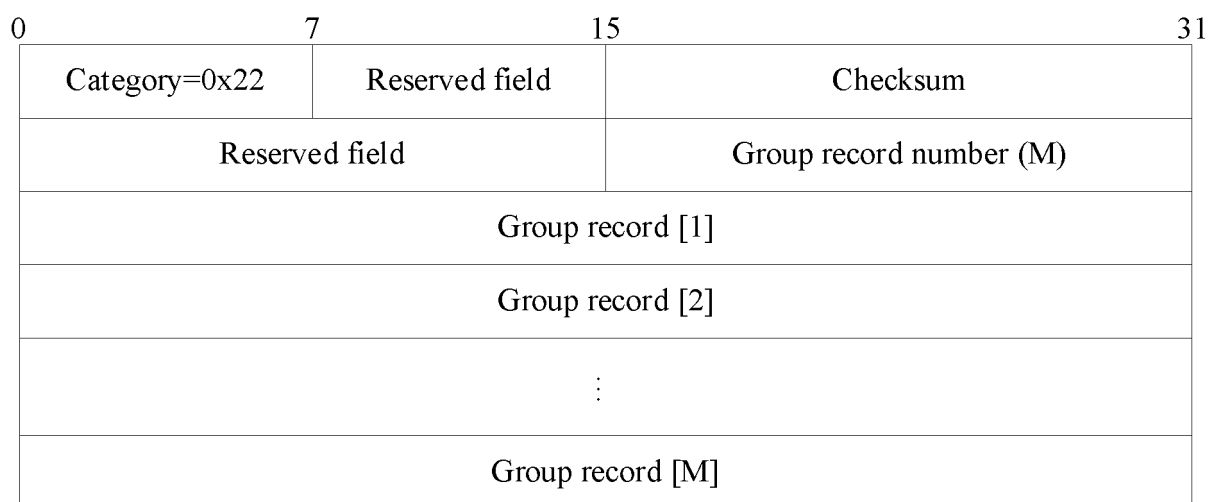 0 7 15 31
Category=0x22 Reserved field Checksum
Reserved field Group record number (M)
Group record [1]
Group record [2]
⋮
Group record [M]